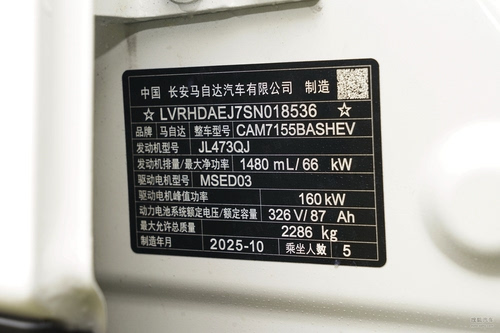 中国 长安马自达汽车有限公司 制造
☆ LVRHDAEJ7SN018536 ☆
品牌 马自达 整车型号 CAM7155BASHEV
发动机型号 JL473QJ
发动机排量/最大净功率 1480 mL/66 kW
驱动电机型号 MSED03
驱动电机峰值功率 160kW
动力电池系统额定电压/额定容量 326 V/87 Ah
最大允许总质量 2286 kg
制造年月 2025-10 乘坐人数 5